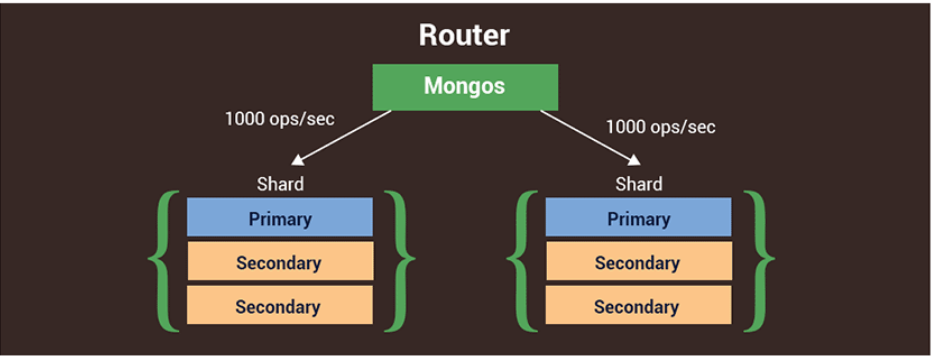 Router
Mongos
1000 ops/sec
1000 ops/sec
Shard
Shard
Primary
Primary
Secondary
Secondary
Secondary
Secondary